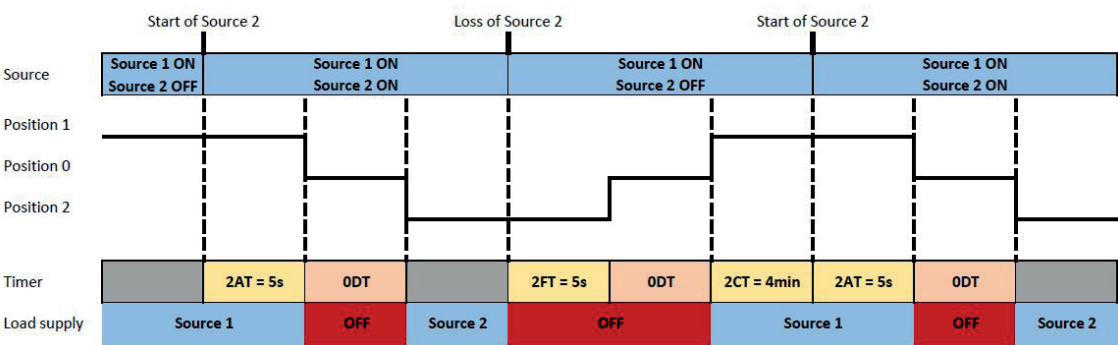 Start of Source 2 Loss of Source 2 Start of Source 2
Source
Source 1 ON Source 1 ON Source 1 ON Source 1 ON
Source 2 OFF Source 2 ON Source 2 OFF Source 2 ON
Position 1
Position 0
Position 2
Timer 2AT = 5s 0DT 2FT = 5s 0DT 2CT = 4min 2AT = 5s 0DT
Load supply Source 1 OFF Source 2 OFF Source 1 OFF Source 2